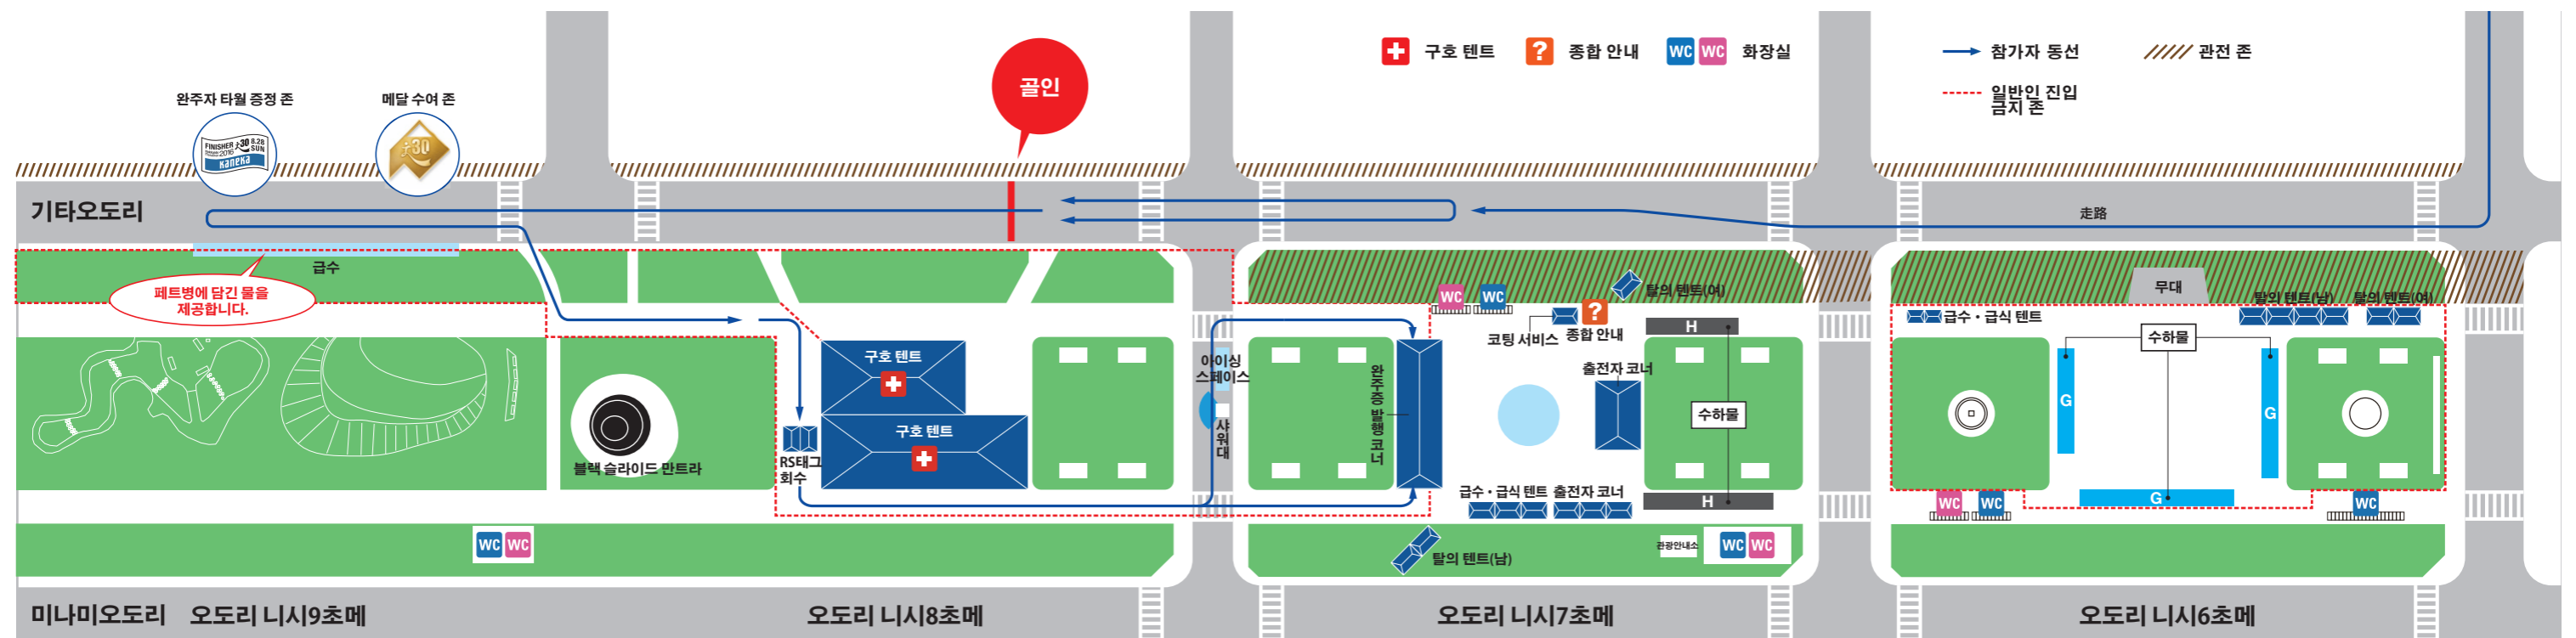 구호 텐트
?
종합 안내
WC WC
화장실
참가자 동선
관전 존
일반인 진입
금지 존
골인
완주자 타월 증정 존
메달 수여 존
FINISHER
2016
30
8.28
SUN
Kaneka
30
기타오도리
走路
급수
페트병에 담긴 물을
제공합니다.
구호 텐트
구호 텐트
블랙 슬라이드 만트라
RS태그
회수
아이싱
스페이스
샤워대
완주증 발행 코너
WC WC
탈의 텐트(여)
?
코팅 서비스
종합 안내
H
출전자 코너
수하물
급수・급식 텐트
출전자 코너
H
탈의 텐트(남)
관광안내소
WC WC
무대
급수・급식 텐트
수하물
탈의 텐트(남)
탈의 텐트(여)
G
G
G
WC WC
WC
WC WC
미나미오도리
오도리 니시9초메
오도리 니시8초메
오도리 니시7초메
오도리 니시6초메